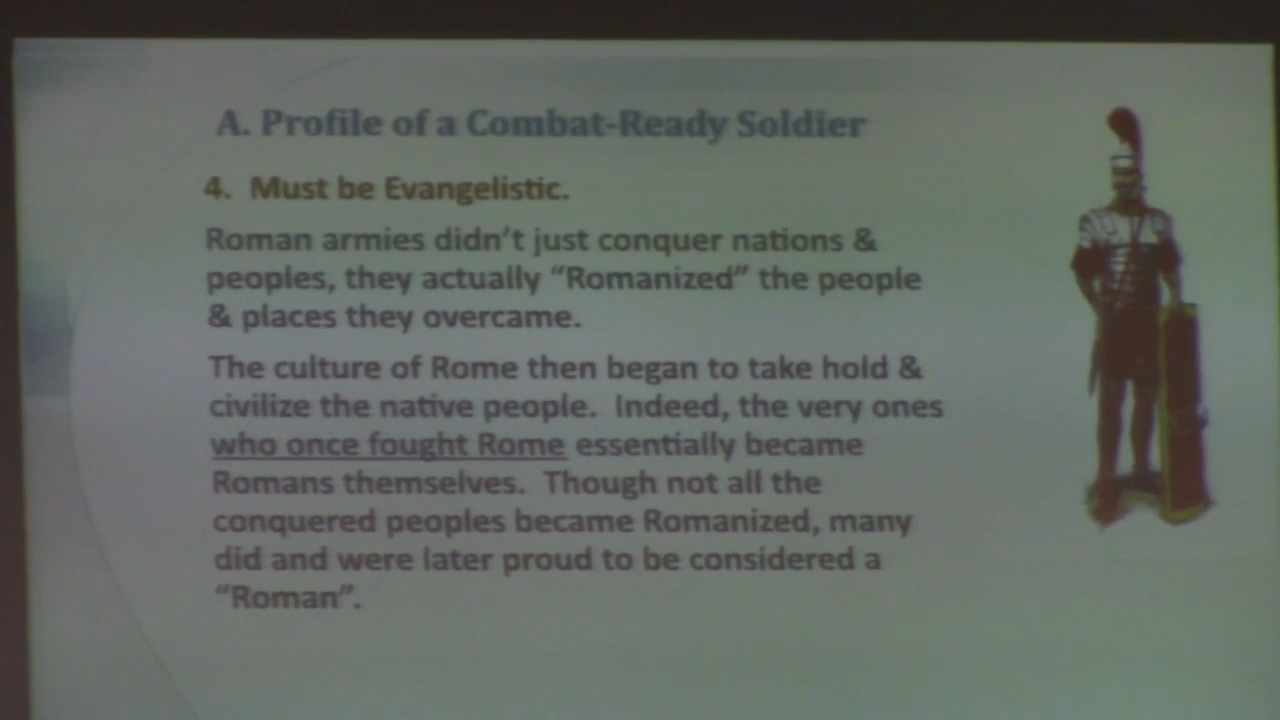 A. Profile of a Combat-Ready Soldier
4. Must be Evangelistic.
Roman armies didn't just conquer nations &
peoples, they actually “Romanized” the people
& places they overcame.
The culture of Rome then began to take hold &
civilize the native people. Indeed, the very ones
who once fought Rome essentially became
Romans themselves. Though not all the
conquered peoples became Romanized, many
did and were later proud to be considered a
“Roman”.